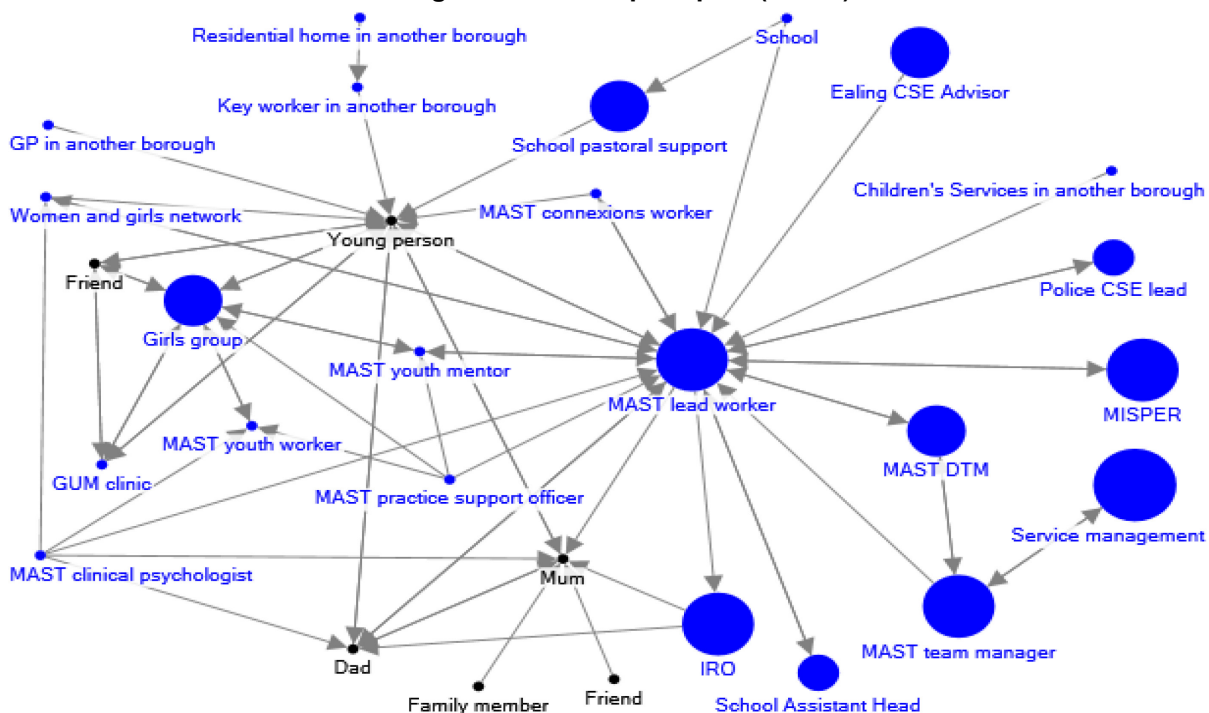 Residential home in another borough
School
Ealing CSE Advisor
Key worker in another borough
GP in another borough
School pastoral support
Women and girls network
MAST connexions worker
Children's Services in another borough
Young person
Friend
Police CSE lead
Girls group
MAST youth mentor
MAST lead worker
MISPER
MAST youth worker
MAST DTM
GUM clinic
MAST practice support officer
Service management
MAST clinical psychologist
Mum
MAST team manager
Dad
IRO
Family member
Friend
School Assistant Head